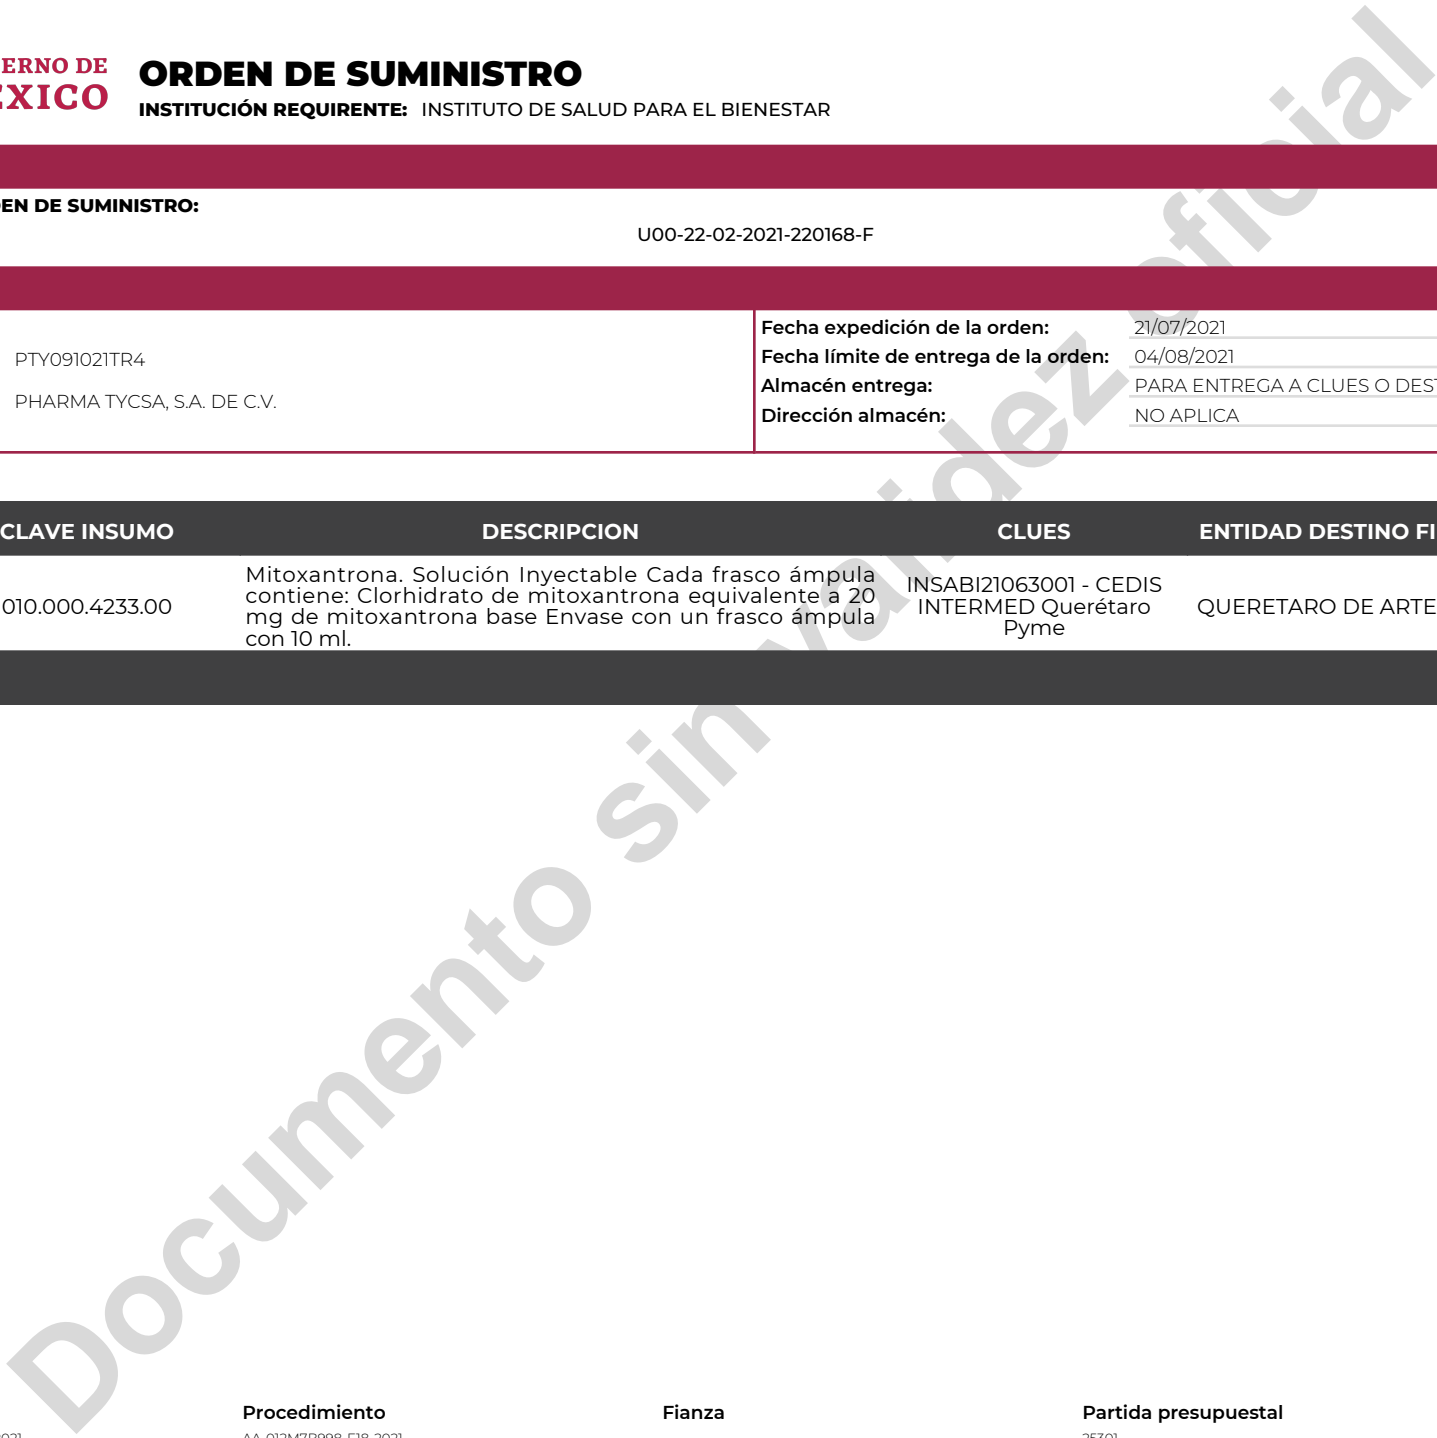 ERNO DE
ÉXICO
ORDEN DE SUMINISTRO
INSTITUCIÓN REQUIRENTE: INSTITUTO DE SALUD PARA EL BIENESTAR
EN DE SUMINISTRO:
U00-22-02-2021-220168-F
PTY091021TR4
PHARMA TYCSA, S.A. DE C.V.
Fecha expedición de la orden: 21/07/2021
Fecha límite de entrega de la orden: 04/08/2021
Almacén entrega: PARA ENTREGA A CLUES O DEST
Dirección almacén: NO APLICA
CLAVE INSUMO DESCRIPCION CLUES ENTIDAD DESTINO FI
010.000.4233.00
Mitoxantrona. Solución Inyectable Cada frasco ámpula
contiene: Clorhidrato de mitoxantrona equivalente a 20
mg de mitoxantrona base Envase con un frasco ámpula
con 10 ml.
INSABI21063001 - CEDIS
INTERMED Querétaro
Pyme
QUERETARO DE ARTE
Documento sin validez oficial
Procedimiento Fianza Partida presupuestal